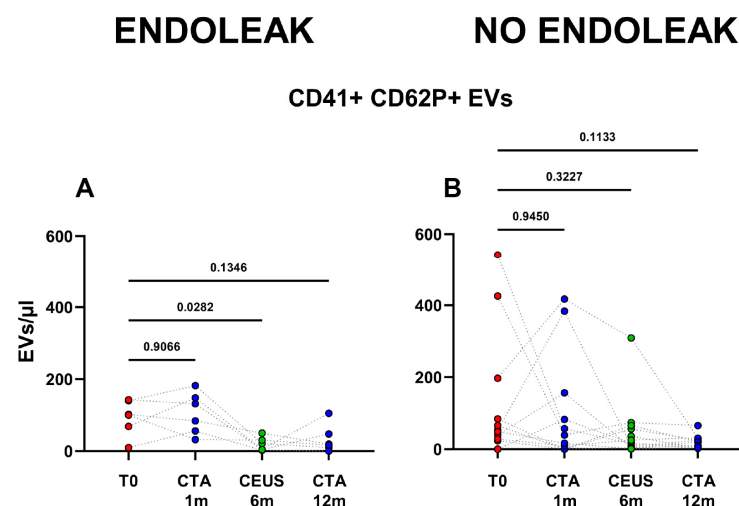 ENDOLEAK NO ENDOLEAK
CD41+ CD62P+ EVs
A
600
400
200
0
EVs/µl
0.1346
0.0282
0.9066
T0 CTA CEUS CTA
1m 6m 12m
B
0.1133
0.3227
0.9450
600
400
200
0
T0 CTA CEUS CTA
1m 6m 12m